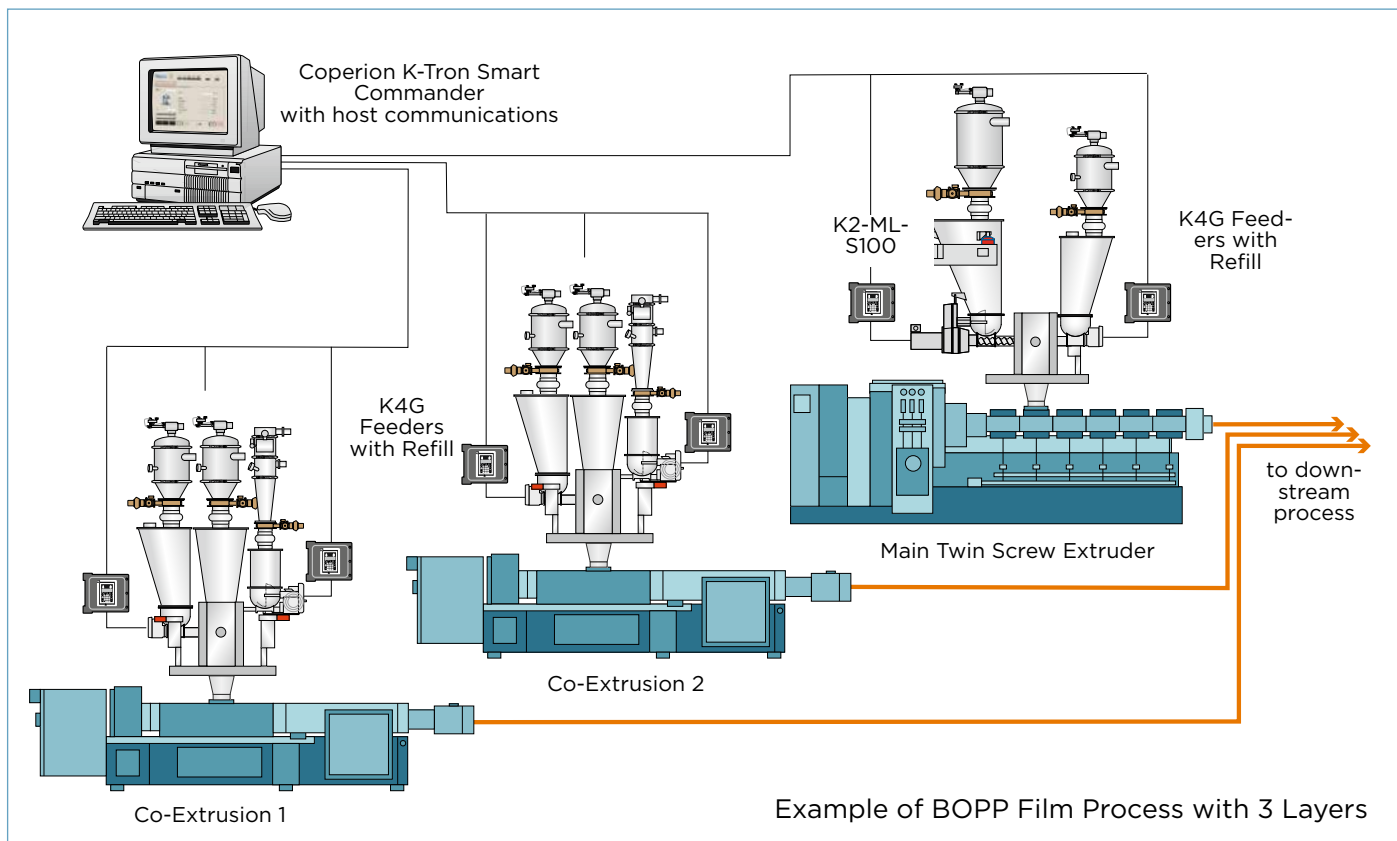 Coperion K-Tron Smart
Commander
with host communications
K2-ML-
S100
K4G Feed-
ers with
Refill
K4G
Feeders
with Refill
to down-
stream
process
Main Twin Screw Extruder
Co-Extrusion 2
Co-Extrusion 1
Example of BOPP Film Process with 3 Layers